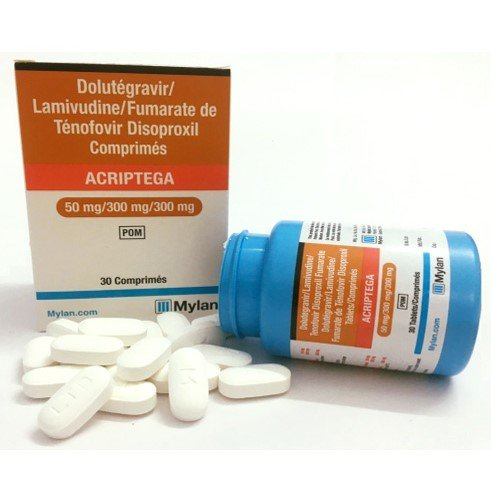 Dolutégravir/
Lamivudine/Fumarate de
Ténofovir Disoproxil
Comprimés
ACRIPTEGA
50 mg/300 mg/300 mg
POM
30 Comprimés
Mylan.com
Mylan
Dolutegravir/Lamivudine/
Tenofovir Disoproxil Fumarate
Dolutégravir/Lamivudine/
Fumarate de Ténofovir Disoproxil
Tablets/Comprimés
ACRIPTEGA
50 mg/300 mg/300 mg
POM
30 Tablets/Comprimés
Mylan.com
Mylan